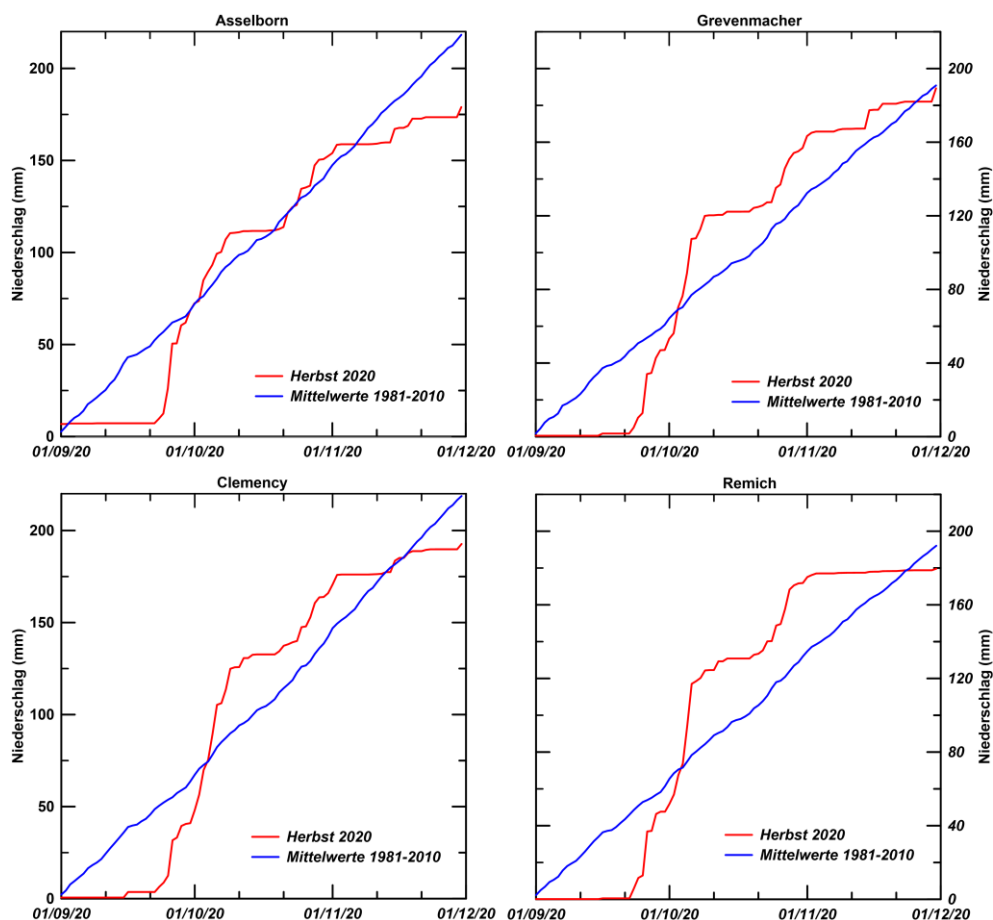 Asselborn
Niederschlag (mm)
200
150
100
50
0
Herbst 2020
Mittelwerte 1981-2010
01/09/20 01/10/20 01/11/20 01/12/20
Grevenmacher
Niederschlag (mm)
200
160
120
80
40
0
Herbst 2020
Mittelwerte 1981-2010
01/09/20 01/10/20 01/11/20 01/12/20
Clemency
Niederschlag (mm)
200
150
100
50
0
Herbst 2020
Mittelwerte 1981-2010
01/09/20 01/10/20 01/11/20 01/12/20
Remich
Niederschlag (mm)
200
160
120
80
40
0
Herbst 2020
Mittelwerte 1981-2010
01/09/20 01/10/20 01/11/20 01/12/20